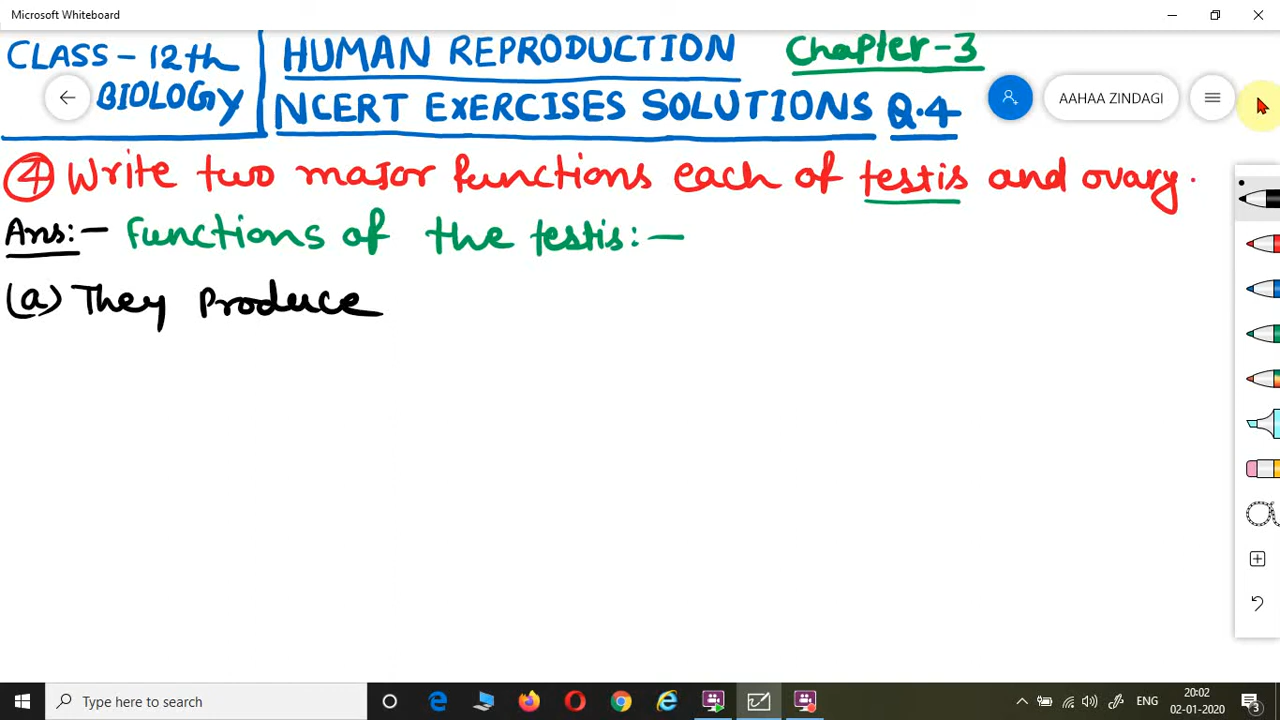 Microsoft Whiteboard
CLASS - 12th
BIOLOGY
HUMAN REPRODUCTION Chapter-3
NCERT EXERCISES SOLUTIONS Q.4
AAHAA ZINDAGI
④ Write two major functions each of testis and ovary.
Ans:- Functions of the testis:-
(a) They Produce
Type here to search
ENG
20:02
02-01-2020
3